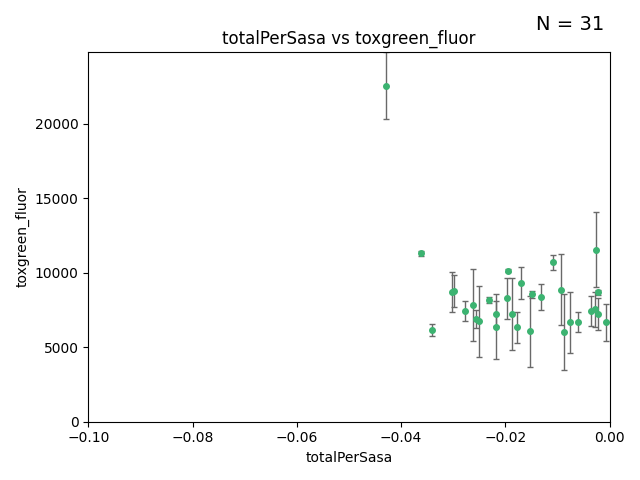 N = 31
totalPerSasa vs toxgreen_fluor
20000
15000
10000
5000
0
toxgreen_fluor
−0.10
−0.08
−0.06
−0.04
−0.02
0.00
totalPerSasa